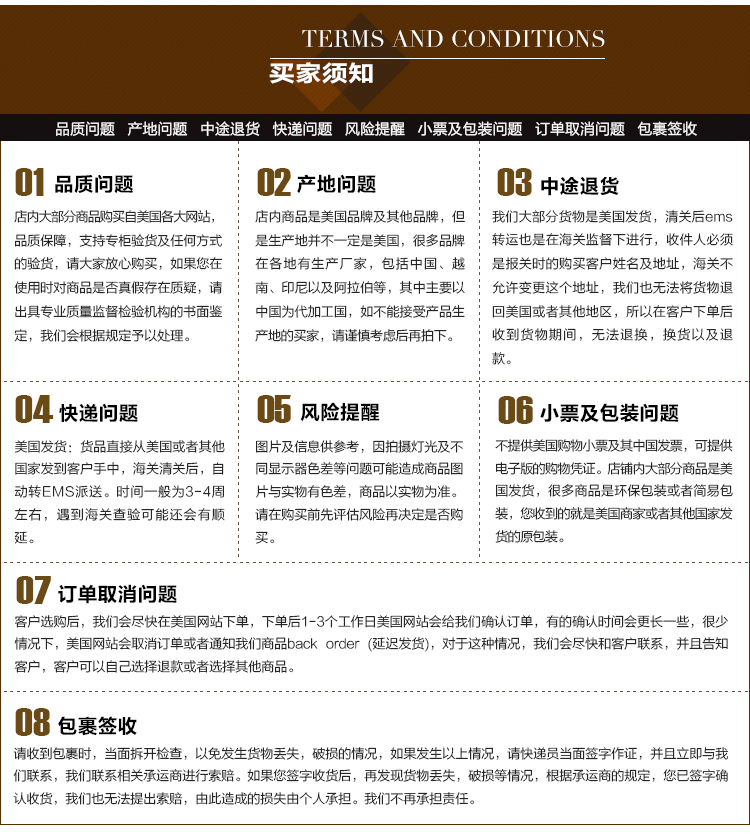 TERMS AND CONDITIONS
买家须知
品质问题 产地问题 中途退货 快递问题 风险提醒 小票及包装问题 订单取消问题 包裹签收
01 品质问题
店内大部分商品购买自美国各大网站，
品质保障，支持专柜验货及任何方式
的验货，请大家放心购买，如果您在
使用时对商品是否真假存在质疑，请
出具专业质量监督检验机构的书面鉴
定，我们会根据规定予以处理。
02 产地问题
店内商品是美国品牌及其他品牌，但
是生产地并不一定是美国，很多品牌
在各地有生产厂家，包括中国、越
南、印尼以及阿拉伯等，其中主要以
中国为代加工国，如不能接受产品生
产地的买家，请谨慎考虑后再拍下。
03 中途退货
我们大部分货物是美国发货，清关后ems
转运也是在海关监督下进行，收件人必须
是报关时的购买客户姓名及地址，海关不
允许变更这个地址，我们也无法将货物退
回美国或者其他地区，所以在客户下单后
收到货物期间，无法退换，换货以及退
款。
04 快递问题
美国发货：货品直接从美国或者其他
国家发到客户手中，海关清关后，自
动转EMS派送。时间一般为3-4周
左右，遇到海关查验可能还会有顺
延。
05 风险提醒
图片及信息供参考，因拍摄灯光及不
同显示器色差等问题可能造成商品图
片与实物有色差，商品以实物为准。
请在购买前先评估风险再决定是否购
买。
06 小票及包装问题
不提供美国购物小票及其中国发票，可提供
电子版的购物凭证。店铺内大部分商品是美
国发货，很多商品是环保包装或者简易包
装，您收到的就是美国商家或者其他国家发
货的原包装。
07 订单取消问题
客户选购后，我们会尽快在美国网站下单，下单后1-3个工作日美国网站会给我们确认订单，有的确认时间会更长一些，很少
情况下，美国网站会取消订单或者通知我们商品back order (延迟发货)，对于这种情况，我们会尽快和客户联系，并且告知
客户，客户可以自己选择退款或者选择其他商品。
08 包裹签收
请收到包裹时，当面拆开检查，以免发生货物丢失，破损的情况，如果发生以上情况，请快递员当面签字作证，并且立即与我
们联系，我们联系相关承运商进行索赔。如果您签字收货后，再发现货物丢失，破损等情况，根据承运商的规定，您已签字确
认收货，我们也无法提出索赔，由此造成的损失由个人承担。我们不再承担责任。